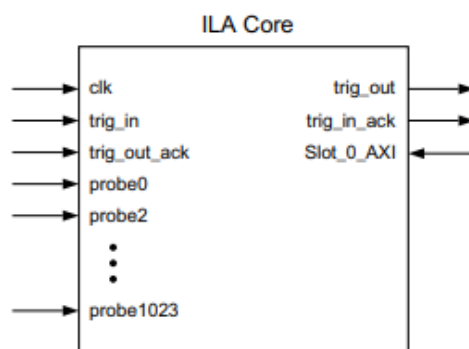 ILA Core
clk
trig_out
trig_in
trig_in_ack
trig_out_ack
Slot_0_AXI
probe0
probe2
probe1023